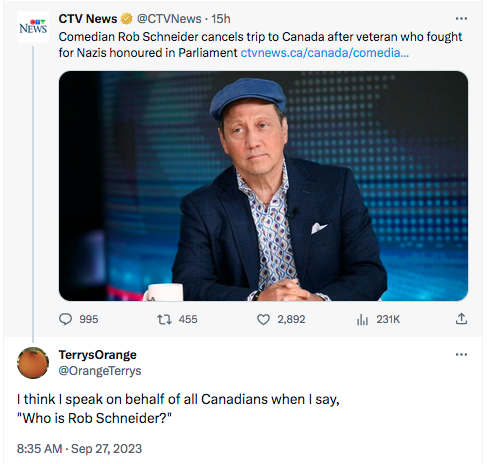 CTV News @CTVNews · 15h
Comedian Rob Schneider cancels trip to Canada after veteran who fought
for Nazis honoured in Parliament ctvnews.ca/canada/comedia...
CTV
NEWS
995 455 2,892 231K
TerrysOrange
@OrangeTerrys
I think I speak on behalf of all Canadians when I say,
"Who is Rob Schneider?"
8:35 AM · Sep 27, 2023